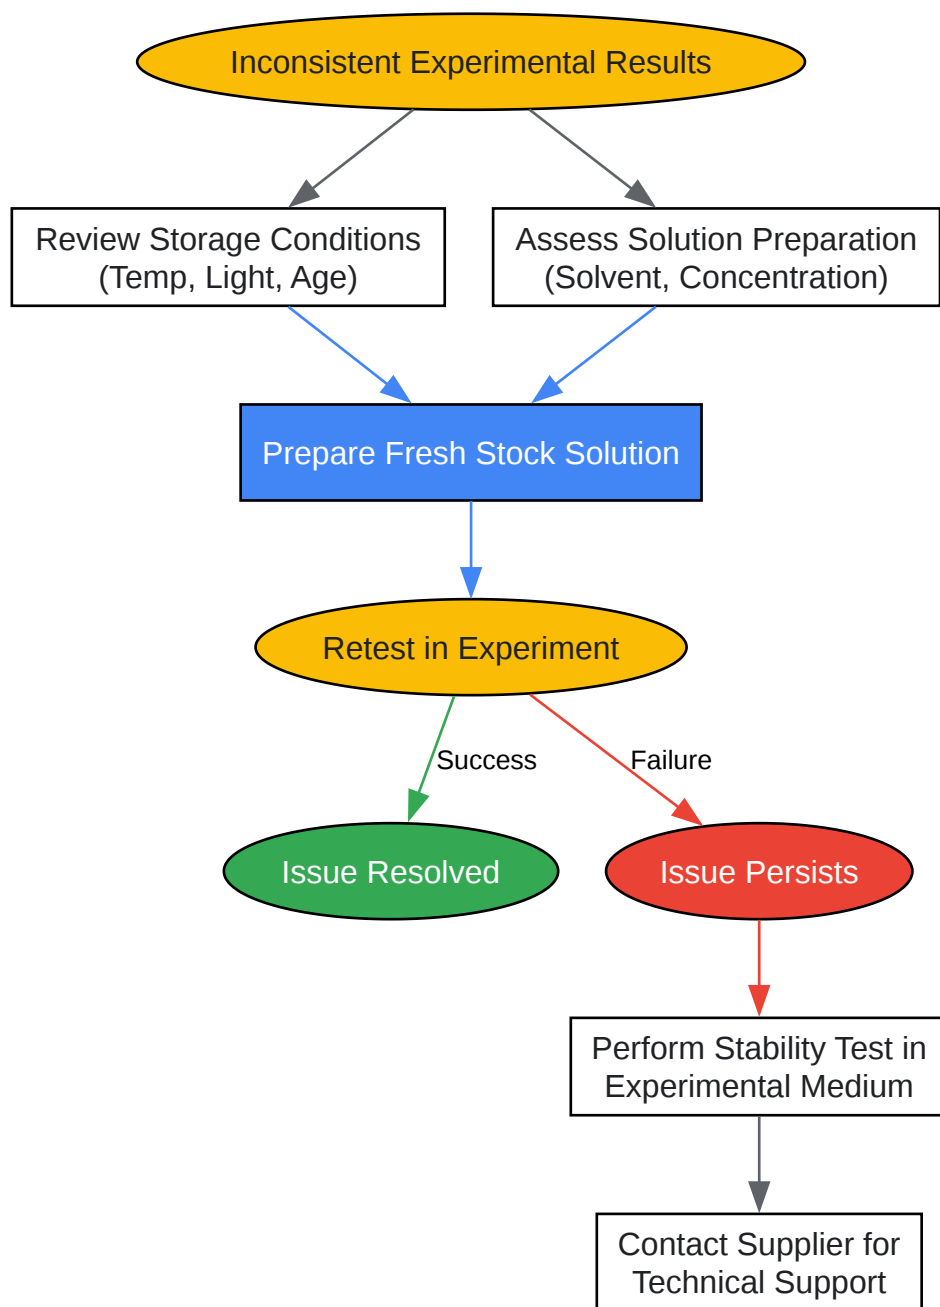 Inconsistent Experimental Results
Review Storage Conditions
(Temp, Light, Age)
Assess Solution Preparation
(Solvent, Concentration)
Prepare Fresh Stock Solution
Retest in Experiment
Success
Failure
Issue Resolved
Issue Persists
Perform Stability Test in
Experimental Medium
Contact Supplier for
Technical Support